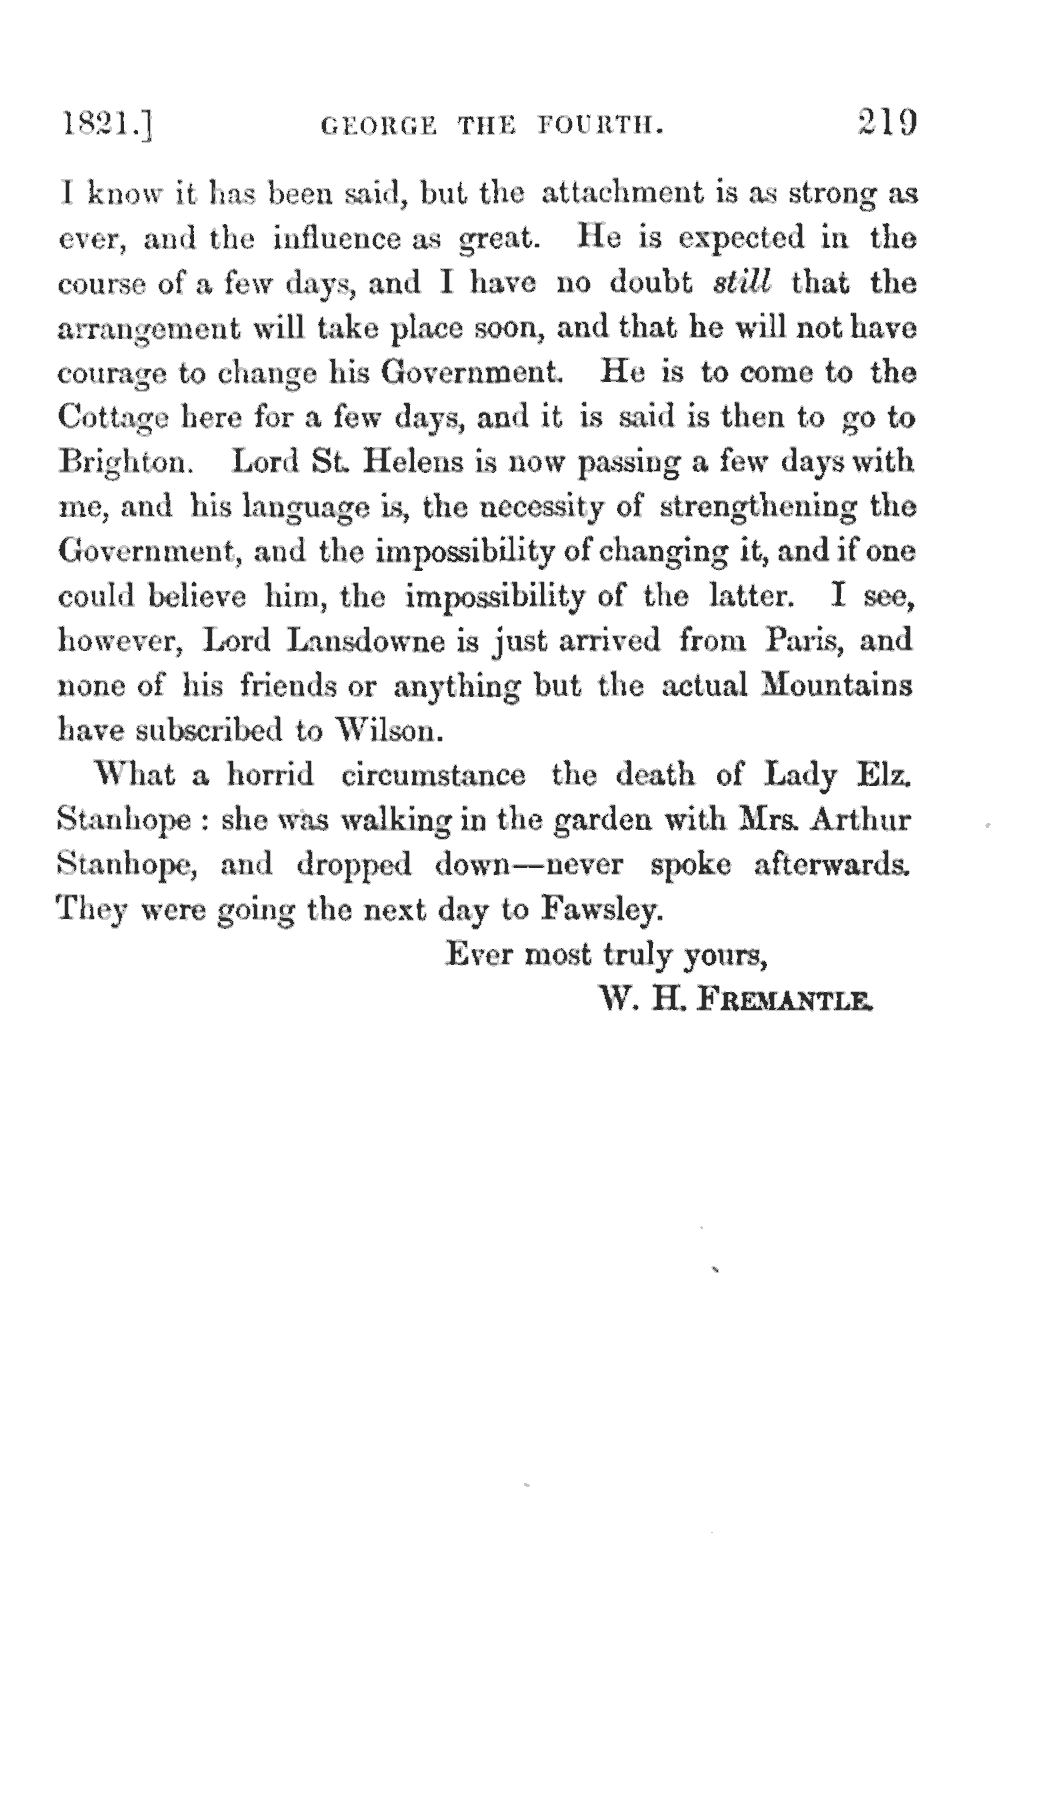 1821.] GEORGE THE FOURTH. 219
I know it has been said, but the attachment is as strong as
ever, and the influence as great. He is expected in the
course of a few days, and I have no doubt still that the
arrangement will take place soon, and that he will not have
courage to change his Government. He is to come to the
Cottage here for a few days, and it is said is then to go to
Brighton. Lord St. Helens is now passing a few days with
me, and his language is, the necessity of strengthening the
Government, and the impossibility of changing it, and if one
could believe him, the impossibility of the latter. I see,
however, Lord Lansdowne is just arrived from Paris, and
none of his friends or anything but the actual Mountains
have subscribed to Wilson.
What a horrid circumstance the death of Lady Elz.
Stanhope : she was walking in the garden with Mrs. Arthur
Stanhope, and dropped down—never spoke afterwards.
They were going the next day to Fawsley.
Ever most truly yours,
W. H. FREMANTLE.